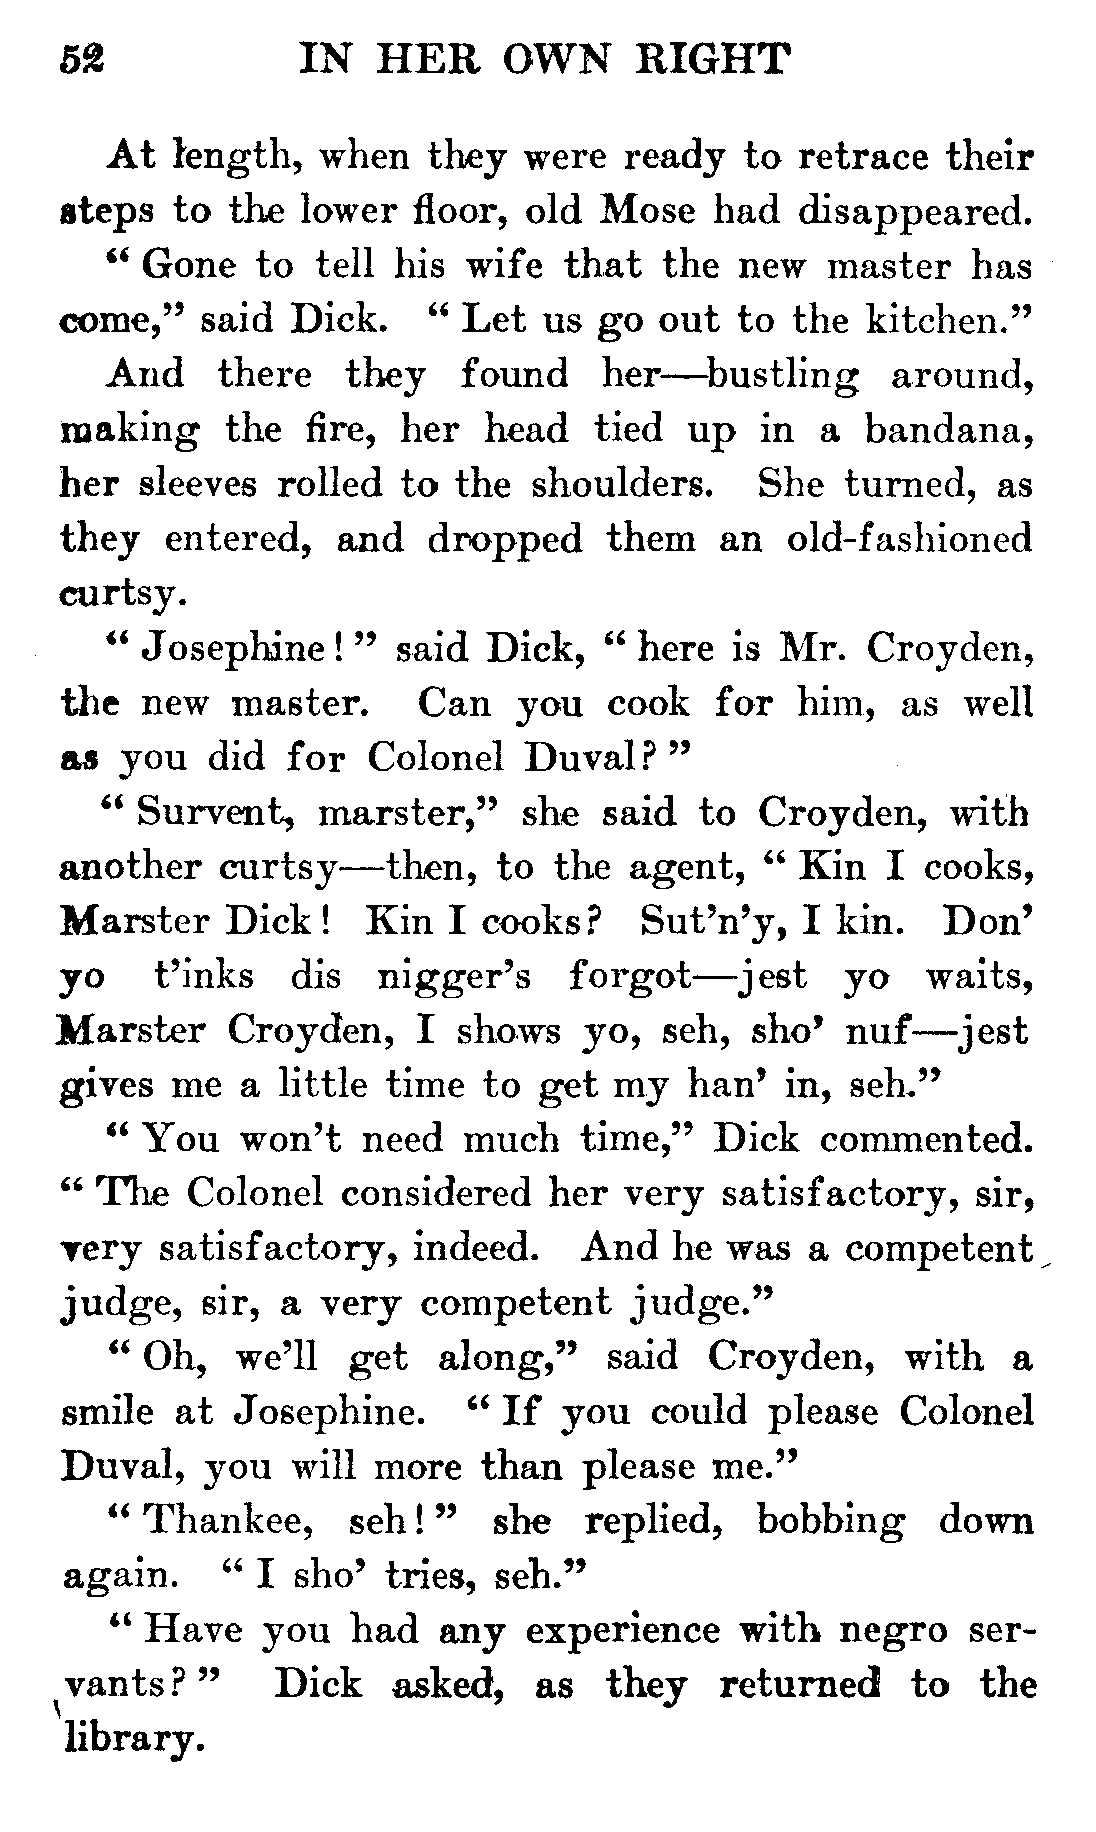 52 IN HER OWN RIGHT
At length, when they were ready to retrace their
steps to the lower floor, old Mose had disappeared.
“ Gone to tell his wife that the new master has
come,” said Dick. “ Let us go out to the kitchen.”
And there they found her—bustling around,
making the fire, her head tied up in a bandana,
her sleeves rolled to the shoulders. She turned, as
they entered, and dropped them an old-fashioned
curtsy.
“ Josephine ! ” said Dick, “ here is Mr. Croyden,
the new master. Can you cook for him, as well
as you did for Colonel Duval? ”
“ Survent, marster,” she said to Croyden, with
another curtsy—then, to the agent, “ Kin I cooks,
Marster Dick ! Kin I cooks? Sut’n’y, I kin. Don’
yo t’inks dis nigger’s forgot—jest yo waits,
Marster Croyden, I shows yo, seh, sho’ nuf—jest
gives me a little time to get my han’ in, seh.”
“ You won’t need much time,” Dick commented.
“ The Colonel considered her very satisfactory, sir,
very satisfactory, indeed. And he was a competent
judge, sir, a very competent judge.”
“ Oh, we’ll get along,” said Croyden, with a
smile at Josephine. “ If you could please Colonel
Duval, you will more than please me.”
“ Thankee, seh ! ” she replied, bobbing down
again. “ I sho’ tries, seh.”
“ Have you had any experience with negro ser-
vants? ” Dick asked, as they returned to the
library.